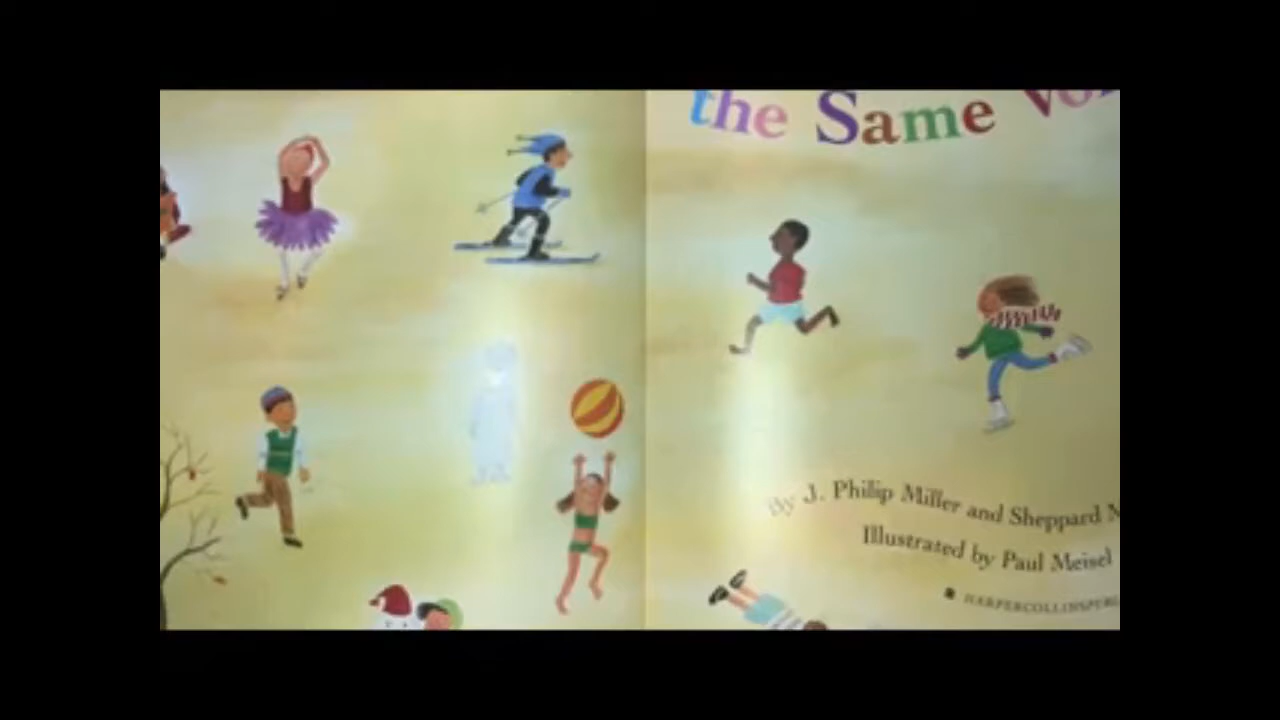 the Same
By J. Philip Miller and Sheppard
Illustrated by Paul Meisel